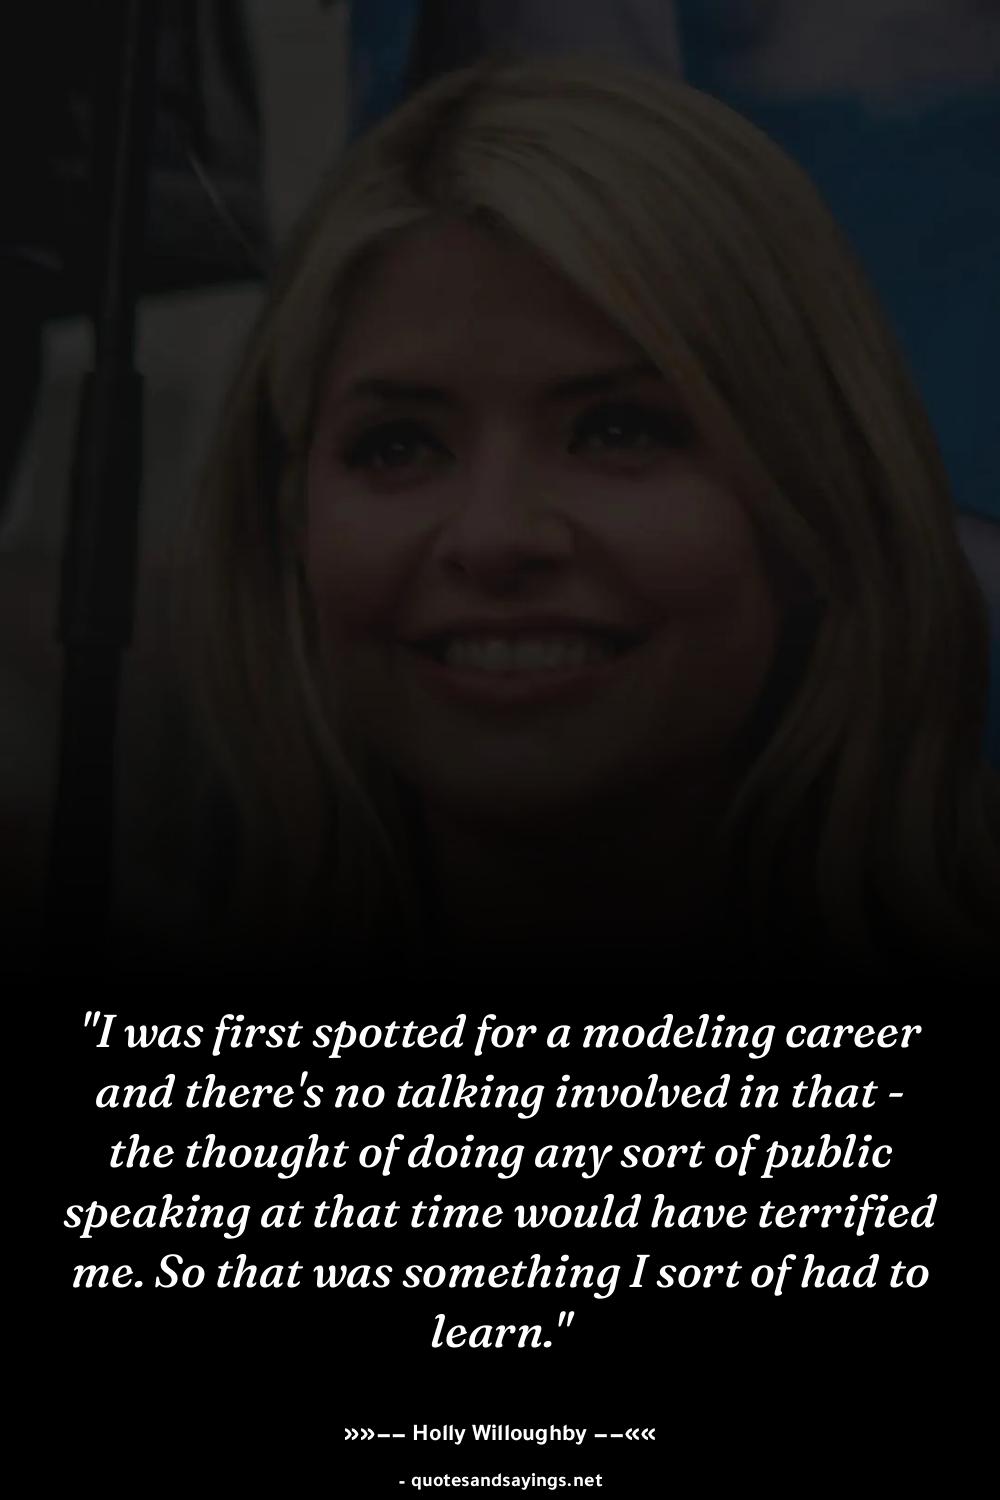 "I was first spotted for a modeling career
and there's no talking involved in that -
the thought of doing any sort of public
speaking at that time would have terrified
me. So that was something I sort of had to
learn."
»»–– Holly Willoughby ––««
- quotesandsayings.net